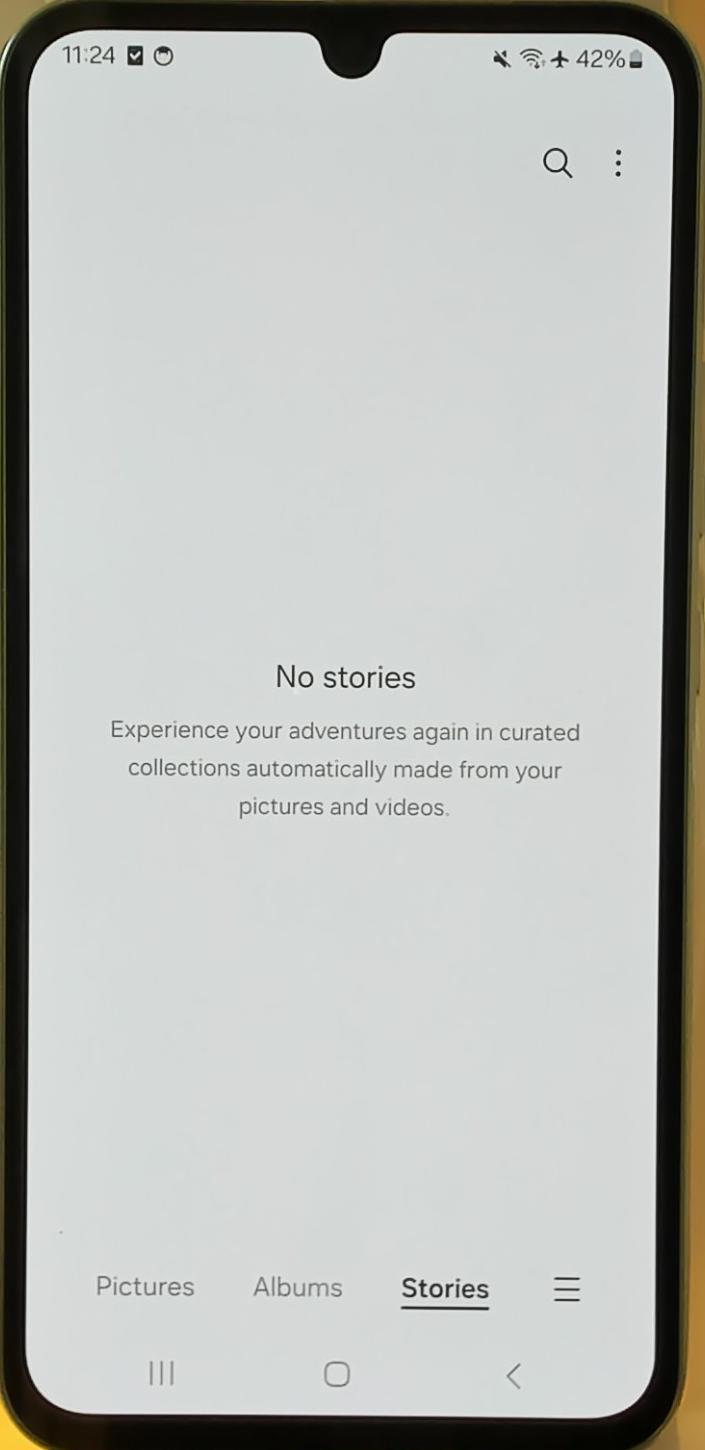 11:24
42%
No stories
Experience your adventures again in curated
collections automatically made from your
pictures and videos.
Pictures Albums Stories